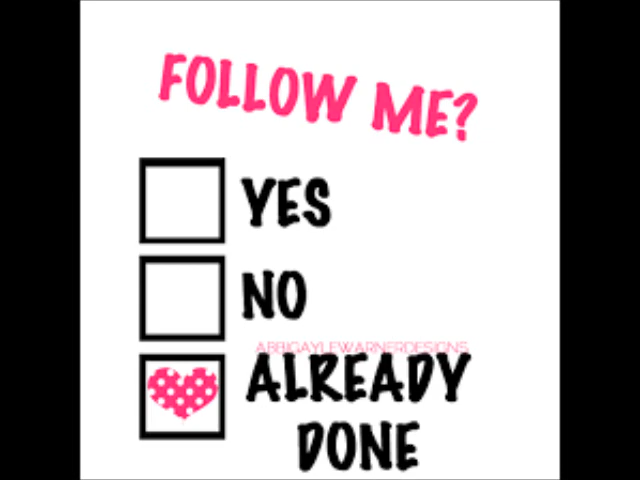 FOLLOW ME?
YES
NO
ABBIGAYLEWARNERDESIGNS
ALREADY
DONE